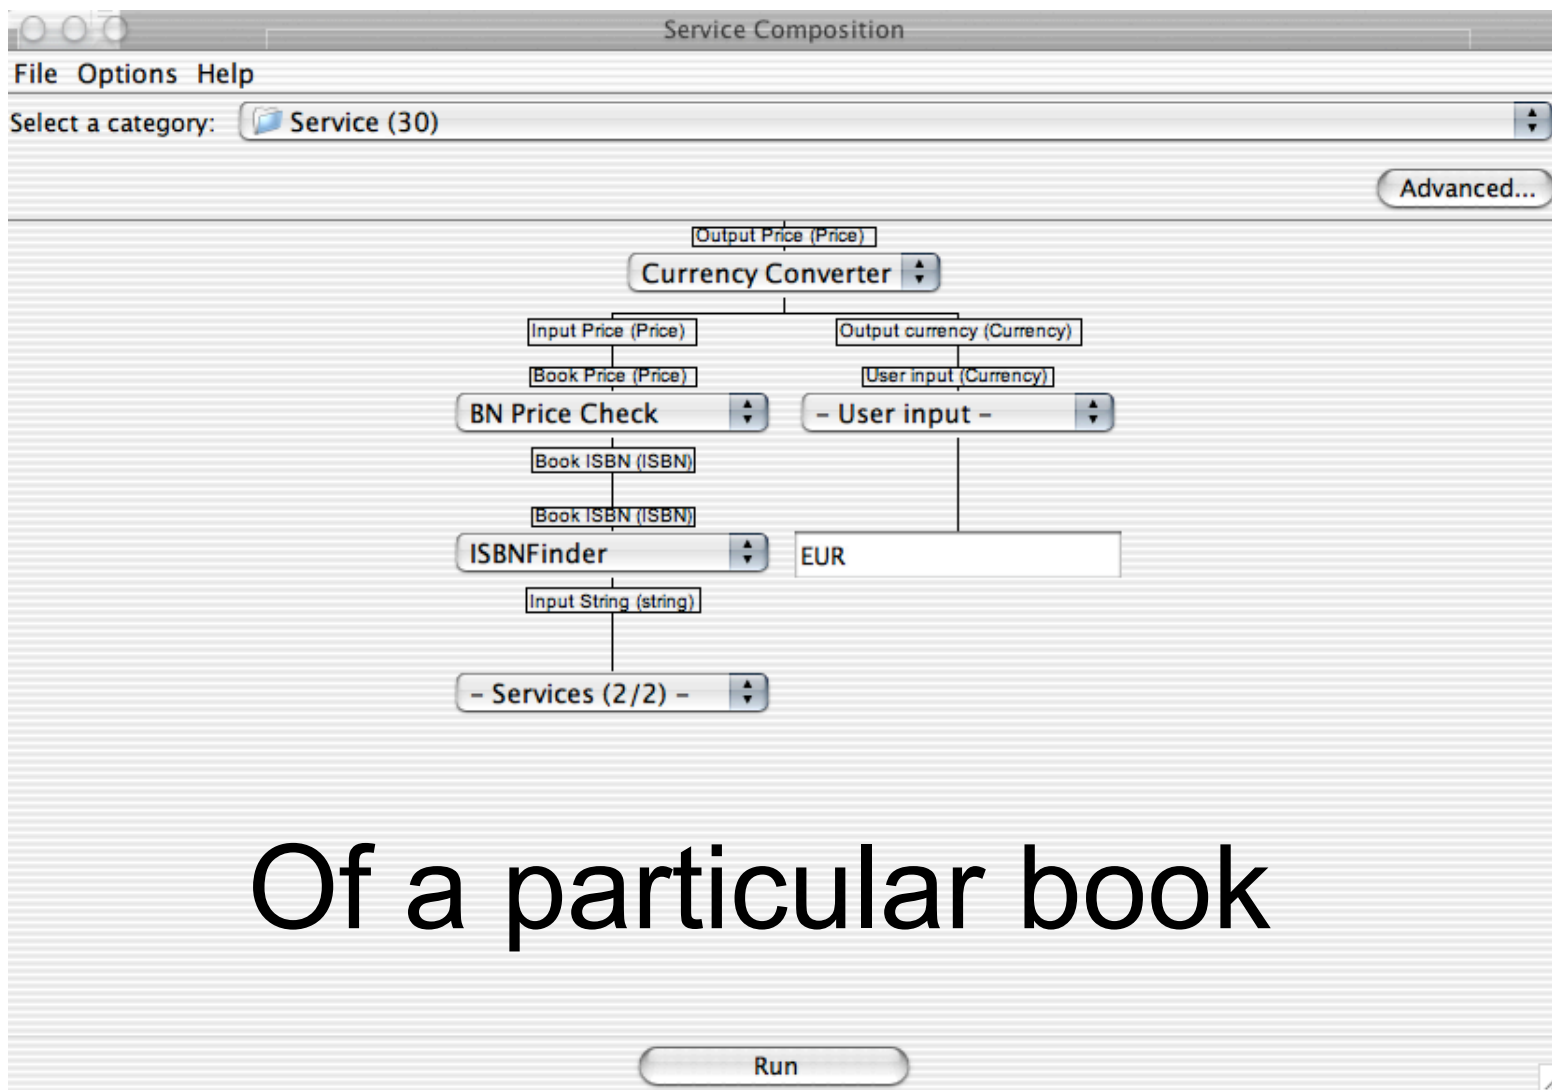 Service Composition
File Options Help
Select a category: Service (30)
Advanced...
Output Price (Price)
Currency Converter
Input Price (Price) Output currency (Currency)
Book Price (Price) User input (Currency)
BN Price Check – User input –
Book ISBN (ISBN)
Book ISBN (ISBN)
ISBNFinder EUR
Input String (string)
– Services (2/2) –
Of a particular book
Run